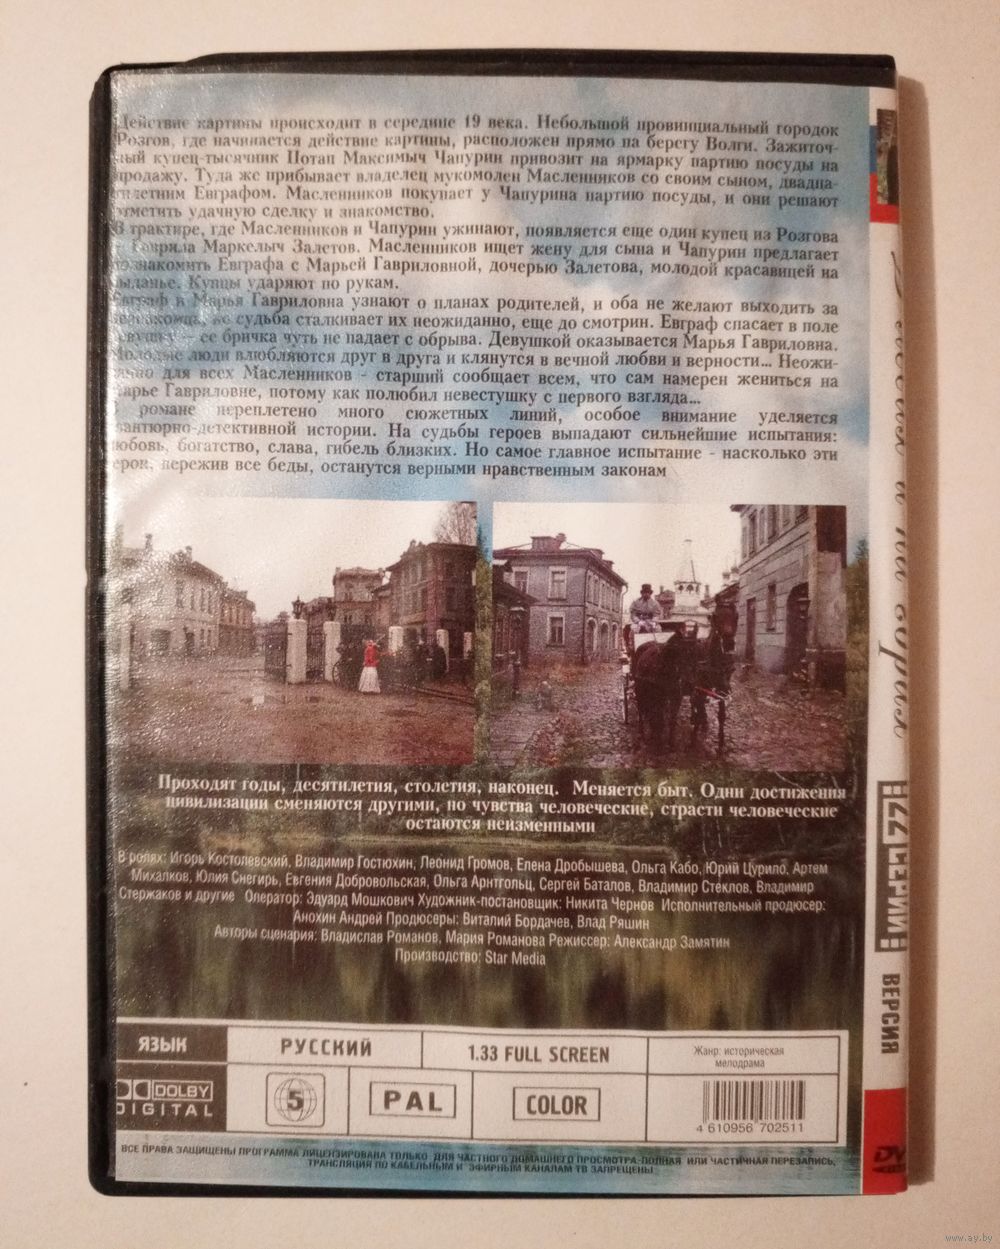 Действие картины происходит в середине 19 века. Небольшой провинциальный городок
Розгов, где начинается действие картины, расположен прямо на берегу Волги. Зажиточ-
ный купец-тысячник Потап Максимыч Чапурин привозит на ярмарку партию посуды на
продажу. Туда же прибывает владелец мукомолен Масленников со своим сыном, двадца-
тилетним Евграфом. Масленников покупает у Чапурина партию посуды, и они решают
отметить удачную сделку и знакомство.
В трактире, где Масленников и Чапурин ужинают, появляется еще один купец из Розгова
- Гаврила Маркелыч Залетов. Масленников ищет жену для сына и Чапурин предлагает
познакомить Евграфа с Марьей Гавриловной, дочерью Залетова, молодой красавицей на
выданье. Купцы ударяют по рукам.
Евграф и Марья Гавриловна узнают о планах родителей, и оба не желают выходить за
незнакомца, но судьба сталкивает их неожиданно, еще до смотрин. Евграф спасает в поле
девушку – ее бричка чуть не падает с обрыва. Девушкой оказывается Марья Гавриловна.
Молодые люди влюбляются друг в друга и клянутся в вечной любви и верности... Неожи-
данно для всех Масленников - старший сообщает всем, что сам намерен жениться на
Марье Гавриловне, потому как полюбил невестушку с первого взгляда...
В романе переплетено много сюжетных линий, особое внимание уделяется
авантюрно-детективной истории. На судьбы героев выпадают сильнейшие испытания:
любовь, богатство, слава, гибель близких. Но самое главное испытание - насколько эти
герои, пережив все беды, останутся верными нравственным законам
Проходят годы, десятилетия, столетия, наконец. Меняется быт. Одни достижения
цивилизации сменяются другими, но чувства человеческие, страсти человеческие
остаются неизменными
В ролях: Игорь Костолевский, Владимир Гостюхин, Леонид Громов, Елена Дробышева, Ольга Кабо, Юрий Цурило, Артем
Михалков, Юлия Снегирь, Евгения Добровольская, Ольга Арнтгольц, Сергей Баталов, Владимир Стеклов, Владимир
Стержаков и другие Оператор: Эдуард Мошкович Художник-постановщик: Никита Чернов Исполнительный продюсер:
Анохин Андрей Продюсеры: Виталий Бордачев, Влад Ряшин
Авторы сценария: Владислав Романов, Мария Романова Режиссер: Александр Замятин
Производство: Star Media
ЯЗЫК
РУССКИЙ
1.33 FULL SCREEN
Жанр: историческая
мелодрама
DOLBY
DIGITAL
5
PAL
COLOR
4 610956 702511
ВСЕ ПРАВА ЗАЩИЩЕНЫ ПРОГРАММА ЛИЦЕНЗИРОВАНА ТОЛЬКО ДЛЯ ЧАСТНОГО ДОМАШНЕГО ПРОСМОТРА-ПОЛНАЯ ИЛИ ЧАСТИЧНАЯ ПЕРЕЗАПИСЬ,
ТРАНСЛЯЦИЯ ПО КАБЕЛЬНЫМ И ЭФИРНЫМ КАНАЛАМ ТВ ЗАПРЕЩЕНЫ
и на горах
22 СЕРИИ
ВЕРСИЯ
www.ay.by